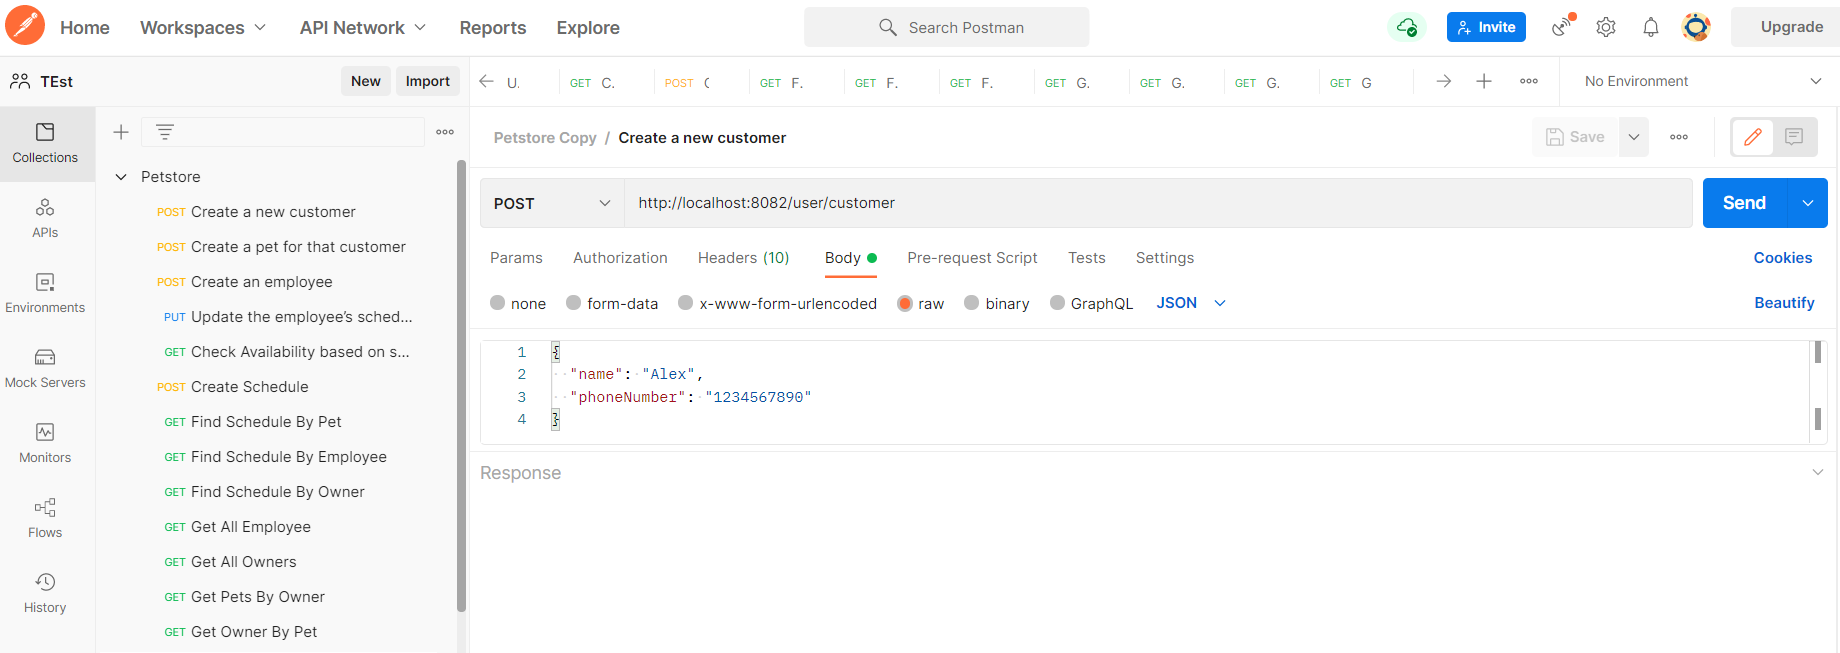 Home Workspaces API Network Reports Explore Search Postman Invite Upgrade
TEst New Import U. GET C. POST GET F. GET F. GET F. GET G. GET G. GET G. GET G No Environment
Collections
APIs
Environments
Mock Servers
Monitors
Flows
History
Petstore
POST Create a new customer
POST Create a pet for that customer
POST Create an employee
PUT Update the employee’s sched...
GET Check Availability based on s...
POST Create Schedule
GET Find Schedule By Pet
GET Find Schedule By Employee
GET Find Schedule By Owner
GET Get All Employee
GET Get All Owners
GET Get Pets By Owner
GET Get Owner By Pet
Petstore Copy / Create a new customer Save
POST http://localhost:8082/user/customer Send
Params Authorization Headers (10) Body Pre-request Script Tests Settings Cookies
none form-data x-www-form-urlencoded raw binary GraphQL JSON Beautify
1 {
2 "name": "Alex",
3 "phoneNumber": "1234567890"
4 }
Response